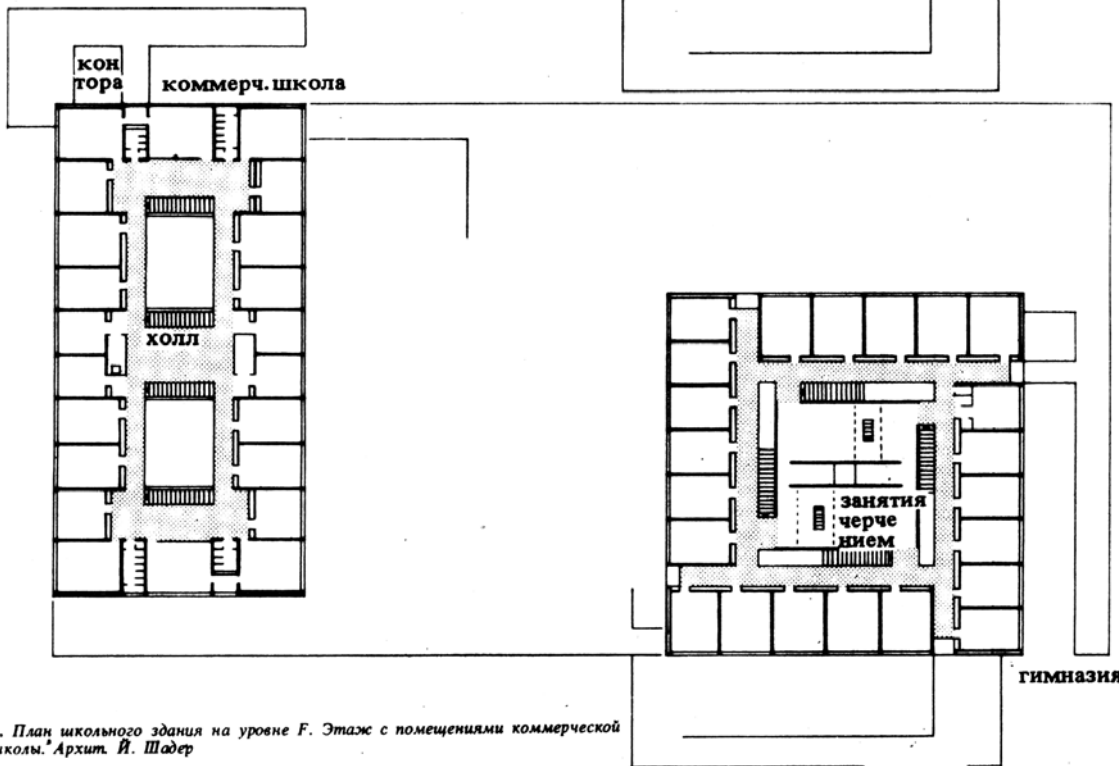 кон
тора
коммерч. школа
холл
занятия
черче
нием
гимназия
. План школьного здания на уровне F. Этаж с помещениями коммерческой
школы. Архит. Й. Шадер